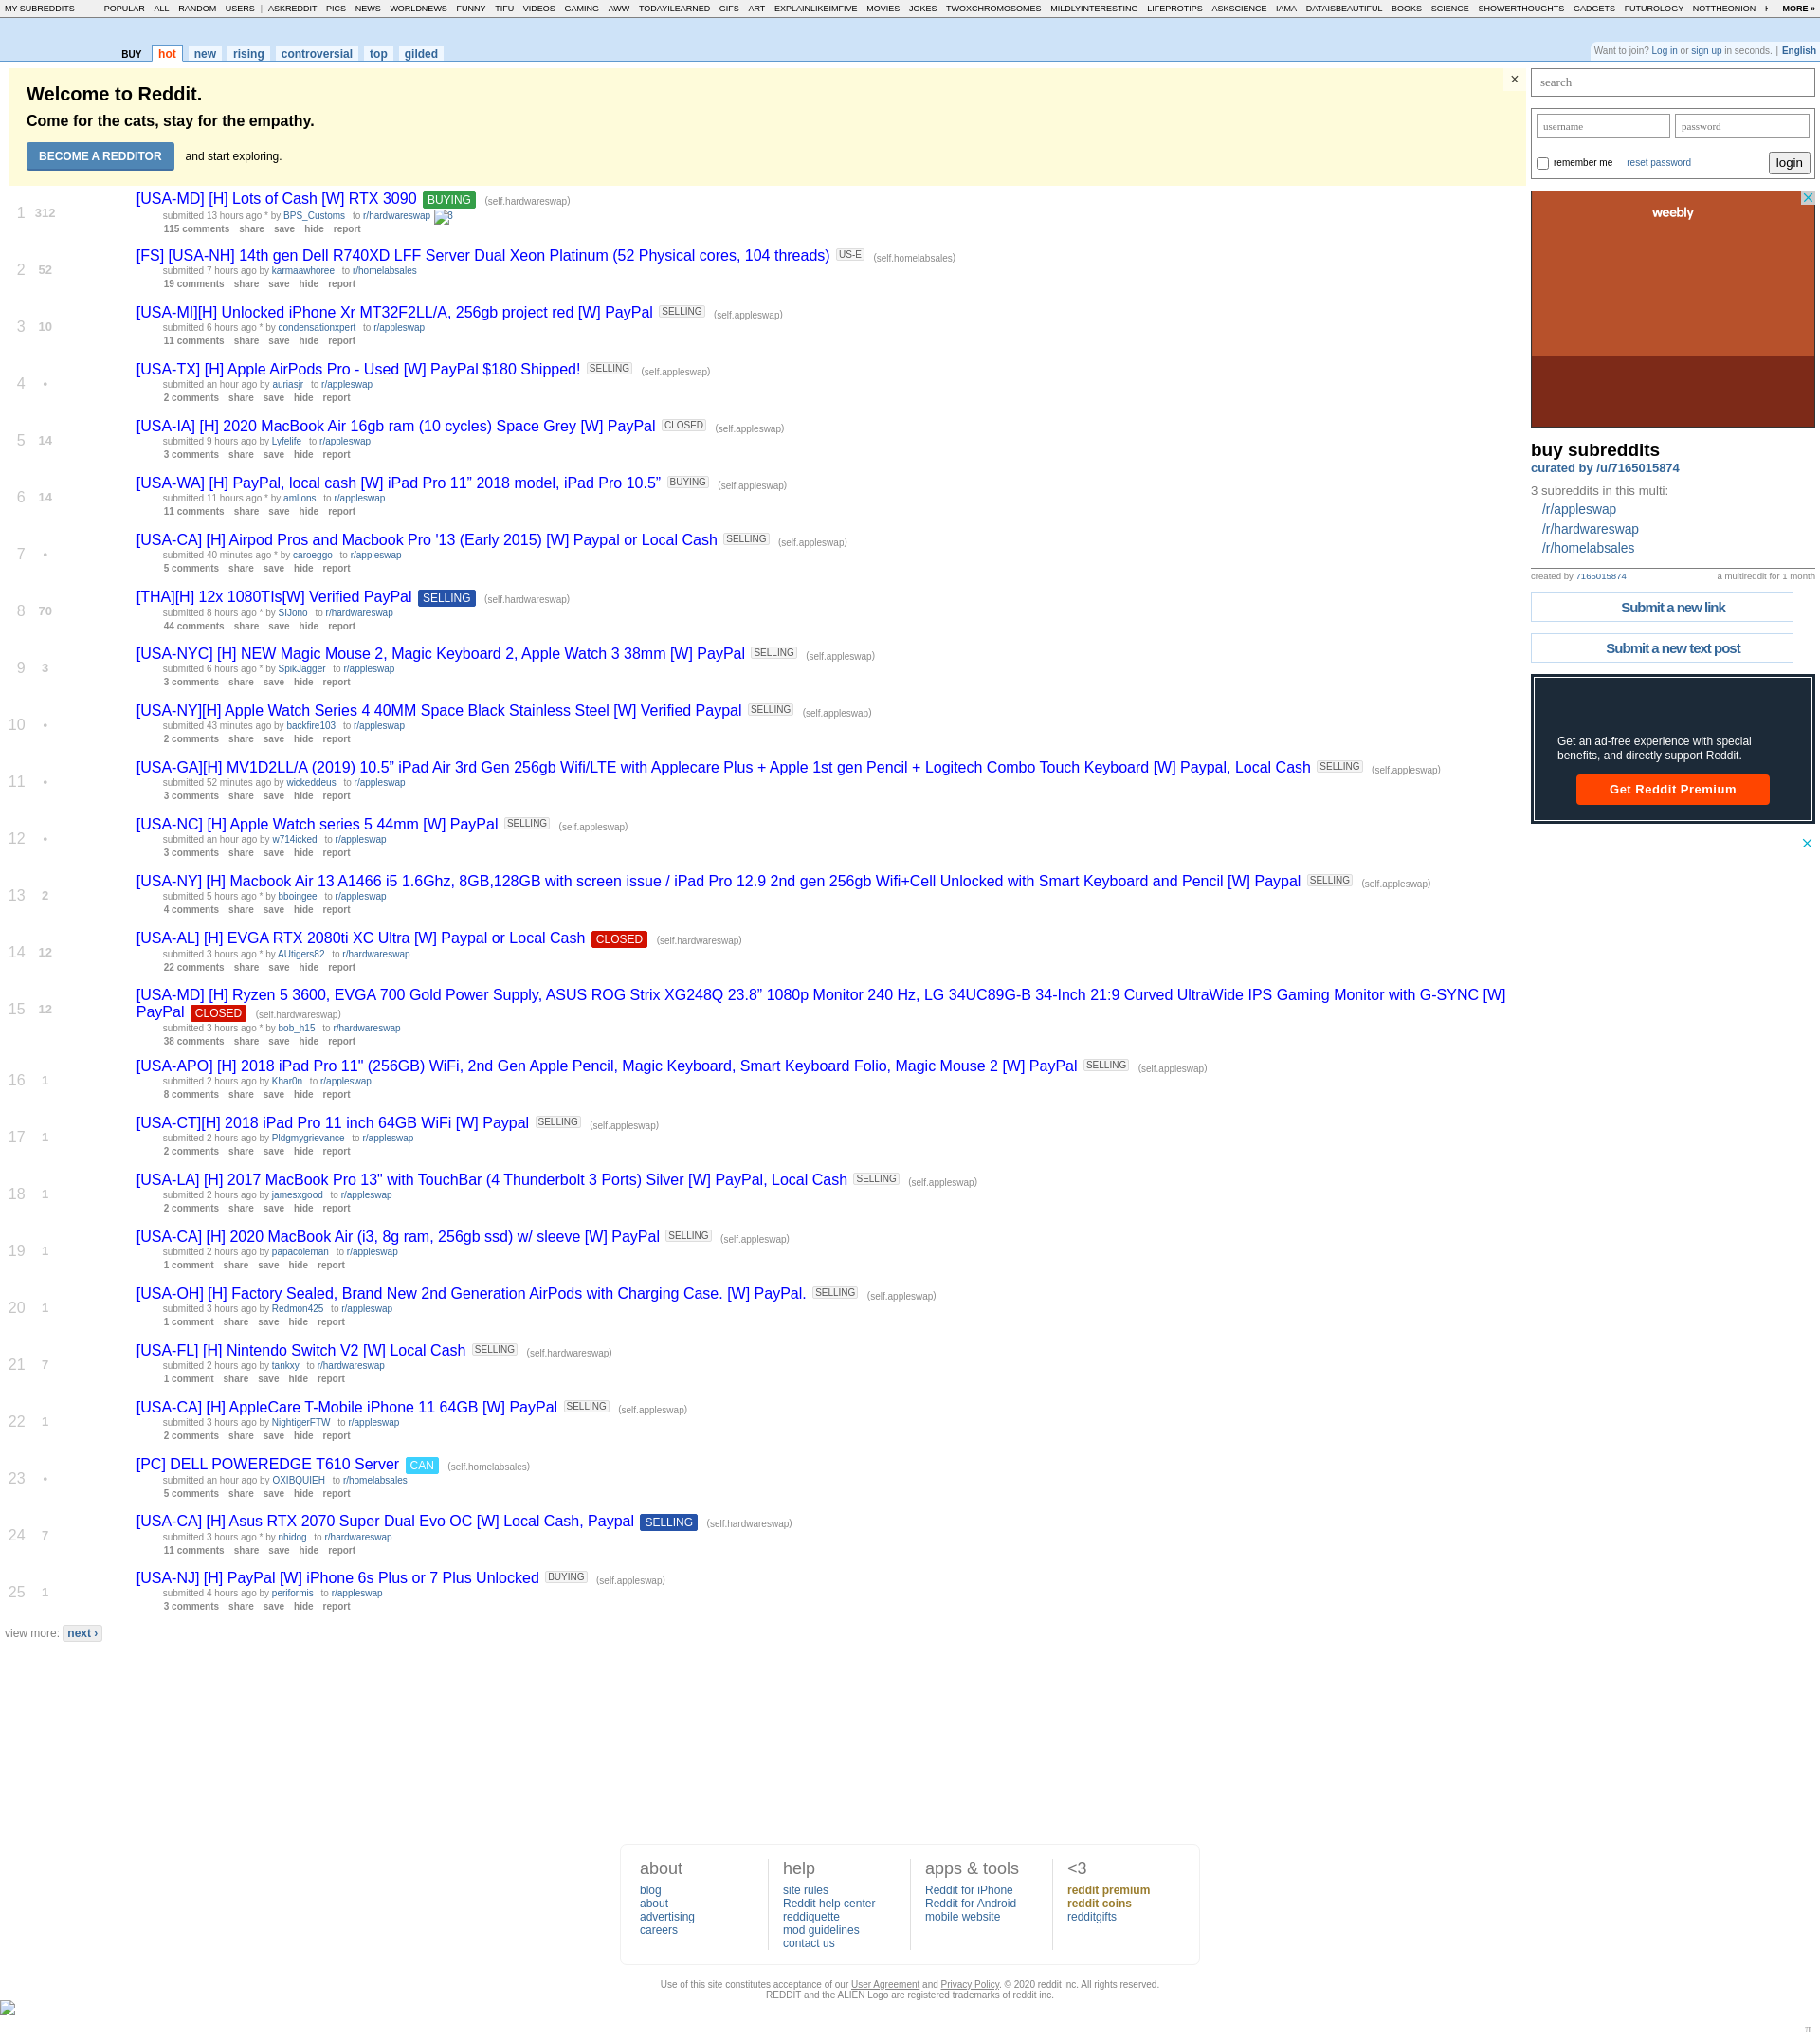 MY SUBREDDITS POPULAR - ALL - RANDOM - USERS | ASKREDDIT - PICS - NEWS - WORLDNEWS - FUNNY - TIFU - VIDEOS - GAMING - AWW - TODAYILEARNED - GIFS - ART - EXPLAINLIKEIMFIVE - MOVIES - JOKES - TWOXCHROMOSOMES - MILDLYINTERESTING - LIFEPROTIPS - ASKSCIENCE - IAMA - DATAISBEAUTIFUL - BOOKS - SCIENCE - SHOWERTHOUGHTS - GADGETS - FUTUROLOGY - NOTTHEONION - MORE »
BUY hot new rising controversial top gilded
Want to join? Log in or sign up in seconds. | English
Welcome to Reddit.
Come for the cats, stay for the empathy.
BECOME A REDDITOR and start exploring.
×
1 312 [USA-MD] [H] Lots of Cash [W] RTX 3090 BUYING (self.hardwareswap)
submitted 13 hours ago * by BPS_Customs to r/hardwareswap 8
115 comments share save hide report
2 52 [FS] [USA-NH] 14th gen Dell R740XD LFF Server Dual Xeon Platinum (52 Physical cores, 104 threads) US-E (self.homelabsales)
submitted 7 hours ago by karmaawhoree to r/homelabsales
19 comments share save hide report
3 10 [USA-MI][H] Unlocked iPhone Xr MT32F2LL/A, 256gb project red [W] PayPal SELLING (self.appleswap)
submitted 6 hours ago * by condensationxpert to r/appleswap
11 comments share save hide report
4 • [USA-TX] [H] Apple AirPods Pro - Used [W] PayPal $180 Shipped! SELLING (self.appleswap)
submitted an hour ago by auriasjr to r/appleswap
2 comments share save hide report
5 14 [USA-IA] [H] 2020 MacBook Air 16gb ram (10 cycles) Space Grey [W] PayPal CLOSED (self.appleswap)
submitted 9 hours ago by Lyfelife to r/appleswap
3 comments share save hide report
6 14 [USA-WA] [H] PayPal, local cash [W] iPad Pro 11” 2018 model, iPad Pro 10.5” BUYING (self.appleswap)
submitted 11 hours ago * by amlions to r/appleswap
11 comments share save hide report
7 • [USA-CA] [H] Airpod Pros and Macbook Pro '13 (Early 2015) [W] Paypal or Local Cash SELLING (self.appleswap)
submitted 40 minutes ago * by caroeggo to r/appleswap
5 comments share save hide report
8 70 [THA][H] 12x 1080TIs[W] Verified PayPal SELLING (self.hardwareswap)
submitted 8 hours ago * by SIJono to r/hardwareswap
44 comments share save hide report
9 3 [USA-NYC] [H] NEW Magic Mouse 2, Magic Keyboard 2, Apple Watch 3 38mm [W] PayPal SELLING (self.appleswap)
submitted 6 hours ago * by SpikJagger to r/appleswap
3 comments share save hide report
10 • [USA-NY][H] Apple Watch Series 4 40MM Space Black Stainless Steel [W] Verified Paypal SELLING (self.appleswap)
submitted 43 minutes ago by backfire103 to r/appleswap
2 comments share save hide report
11 • [USA-GA][H] MV1D2LL/A (2019) 10.5” iPad Air 3rd Gen 256gb Wifi/LTE with Applecare Plus + Apple 1st gen Pencil + Logitech Combo Touch Keyboard [W] Paypal, Local Cash SELLING (self.appleswap)
submitted 52 minutes ago by wickeddeus to r/appleswap
3 comments share save hide report
12 • [USA-NC] [H] Apple Watch series 5 44mm [W] PayPal SELLING (self.appleswap)
submitted an hour ago by w714icked to r/appleswap
3 comments share save hide report
13 2 [USA-NY] [H] Macbook Air 13 A1466 i5 1.6Ghz, 8GB,128GB with screen issue / iPad Pro 12.9 2nd gen 256gb Wifi+Cell Unlocked with Smart Keyboard and Pencil [W] Paypal SELLING (self.appleswap)
submitted 5 hours ago * by bboingee to r/appleswap
4 comments share save hide report
14 12 [USA-AL] [H] EVGA RTX 2080ti XC Ultra [W] Paypal or Local Cash CLOSED (self.hardwareswap)
submitted 3 hours ago * by AUtigers82 to r/hardwareswap
22 comments share save hide report
15 12 [USA-MD] [H] Ryzen 5 3600, EVGA 700 Gold Power Supply, ASUS ROG Strix XG248Q 23.8” 1080p Monitor 240 Hz, LG 34UC89G-B 34-Inch 21:9 Curved UltraWide IPS Gaming Monitor with G-SYNC [W]
PayPal CLOSED (self.hardwareswap)
submitted 3 hours ago * by bob_h15 to r/hardwareswap
38 comments share save hide report
16 1 [USA-APO] [H] 2018 iPad Pro 11" (256GB) WiFi, 2nd Gen Apple Pencil, Magic Keyboard, Smart Keyboard Folio, Magic Mouse 2 [W] PayPal SELLING (self.appleswap)
submitted 2 hours ago by Khar0n to r/appleswap
8 comments share save hide report
17 1 [USA-CT][H] 2018 iPad Pro 11 inch 64GB WiFi [W] Paypal SELLING (self.appleswap)
submitted 2 hours ago by Pldgmygrievance to r/appleswap
2 comments share save hide report
18 1 [USA-LA] [H] 2017 MacBook Pro 13" with TouchBar (4 Thunderbolt 3 Ports) Silver [W] PayPal, Local Cash SELLING (self.appleswap)
submitted 2 hours ago by jamesxgood to r/appleswap
2 comments share save hide report
19 1 [USA-CA] [H] 2020 MacBook Air (i3, 8g ram, 256gb ssd) w/ sleeve [W] PayPal SELLING (self.appleswap)
submitted 2 hours ago by papacoleman to r/appleswap
1 comment share save hide report
20 1 [USA-OH] [H] Factory Sealed, Brand New 2nd Generation AirPods with Charging Case. [W] PayPal. SELLING (self.appleswap)
submitted 3 hours ago by Redmon425 to r/appleswap
1 comment share save hide report
21 7 [USA-FL] [H] Nintendo Switch V2 [W] Local Cash SELLING (self.hardwareswap)
submitted 2 hours ago by tankxy to r/hardwareswap
1 comment share save hide report
22 1 [USA-CA] [H] AppleCare T-Mobile iPhone 11 64GB [W] PayPal SELLING (self.appleswap)
submitted 3 hours ago by NightigerFTW to r/appleswap
2 comments share save hide report
23 • [PC] DELL POWEREDGE T610 Server CAN (self.homelabsales)
submitted an hour ago by OXIBQUIEH to r/homelabsales
5 comments share save hide report
24 7 [USA-CA] [H] Asus RTX 2070 Super Dual Evo OC [W] Local Cash, Paypal SELLING (self.hardwareswap)
submitted 3 hours ago * by nhidog to r/hardwareswap
11 comments share save hide report
25 1 [USA-NJ] [H] PayPal [W] iPhone 6s Plus or 7 Plus Unlocked BUYING (self.appleswap)
submitted 4 hours ago by periformis to r/appleswap
3 comments share save hide report
view more: next ›
search
username password
remember me reset password login
weebly
buy subreddits
curated by /u/7165015874
3 subreddits in this multi:
/r/appleswap
/r/hardwareswap
/r/homelabsales
created by 7165015874 a multireddit for 1 month
Submit a new link
Submit a new text post
Get an ad-free experience with special
benefits, and directly support Reddit.
Get Reddit Premium
about
blog
about
advertising
careers
help
site rules
Reddit help center
reddiquette
mod guidelines
contact us
apps & tools
Reddit for iPhone
Reddit for Android
mobile website
<3
reddit premium
reddit coins
redditgifts
Use of this site constitutes acceptance of our User Agreement and Privacy Policy. © 2020 reddit inc. All rights reserved.
REDDIT and the ALIEN Logo are registered trademarks of reddit inc.
π